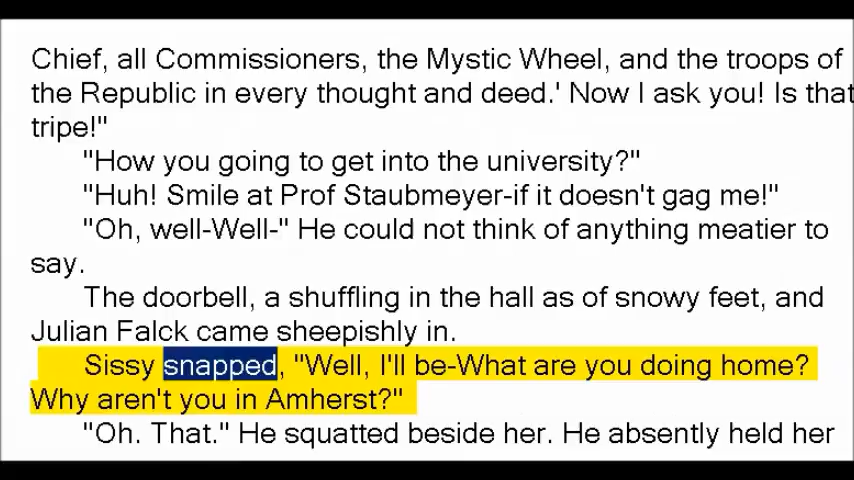 Chief, all Commissioners, the Mystic Wheel, and the troops of
the Republic in every thought and deed.' Now I ask you! Is that
tripe!"
"How you going to get into the university?"
"Huh! Smile at Prof Staubmeyer-if it doesn't gag me!"
"Oh, well-Well-" He could not think of anything meatier to
say.
The doorbell, a shuffling in the hall as of snowy feet, and
Julian Falck came sheepishly in.
Sissy snapped, "Well, I'll be-What are you doing home?
Why aren't you in Amherst?"
"Oh. That." He squatted beside her. He absently held her